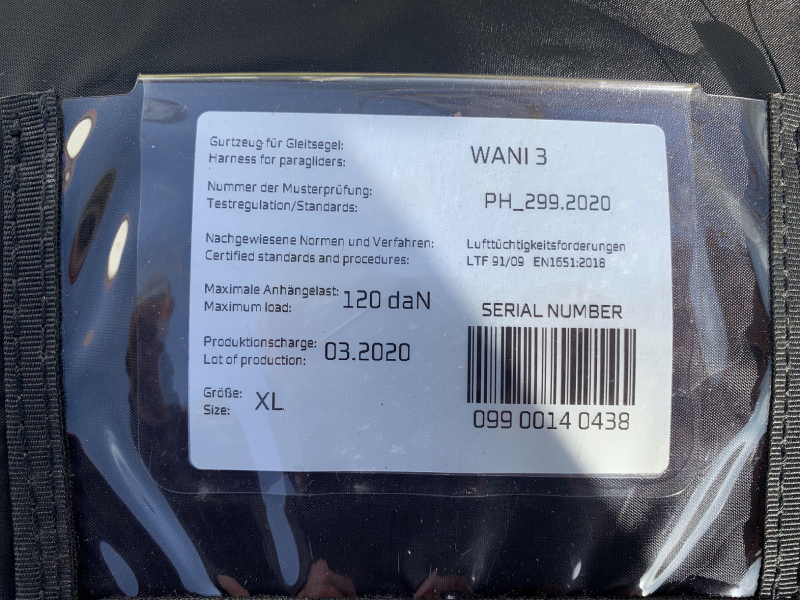 Gurtzeug für Gleitsegel:
Harness for paragliders:
WANI 3
Nummer der Musterprüfung:
Testregulation/Standards:
PH_299.2020
Nachgewiesene Normen und Verfahren:
Certified standards and procedures:
Lufttüchtigkeitsforderungen
LTF 91/09 EN1651:2018
Maximale Anhängelast:
Maximum load:
120 daN
Produktionscharge:
Lot of production:
03.2020
Größe:
Size:
XL
SERIAL NUMBER
099 0014 0438